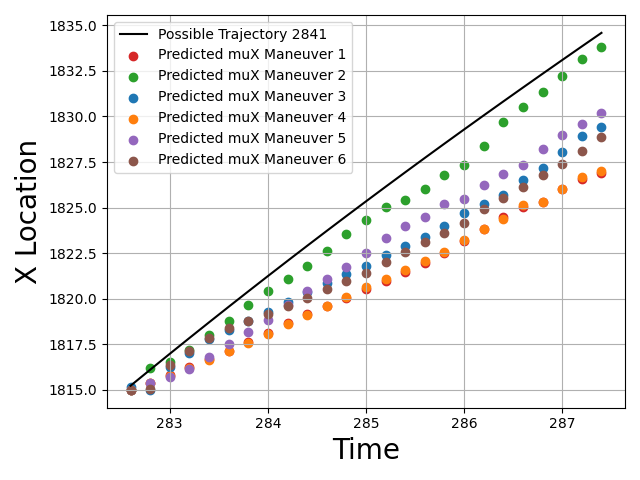 1835.0
1832.5
1830.0
1827.5
1825.0
1822.5
1820.0
1817.5
1815.0
X Location
Possible Trajectory 2841
Predicted muX Maneuver 1
Predicted muX Maneuver 2
Predicted muX Maneuver 3
Predicted muX Maneuver 4
Predicted muX Maneuver 5
Predicted muX Maneuver 6
283 284 285 286 287
Time